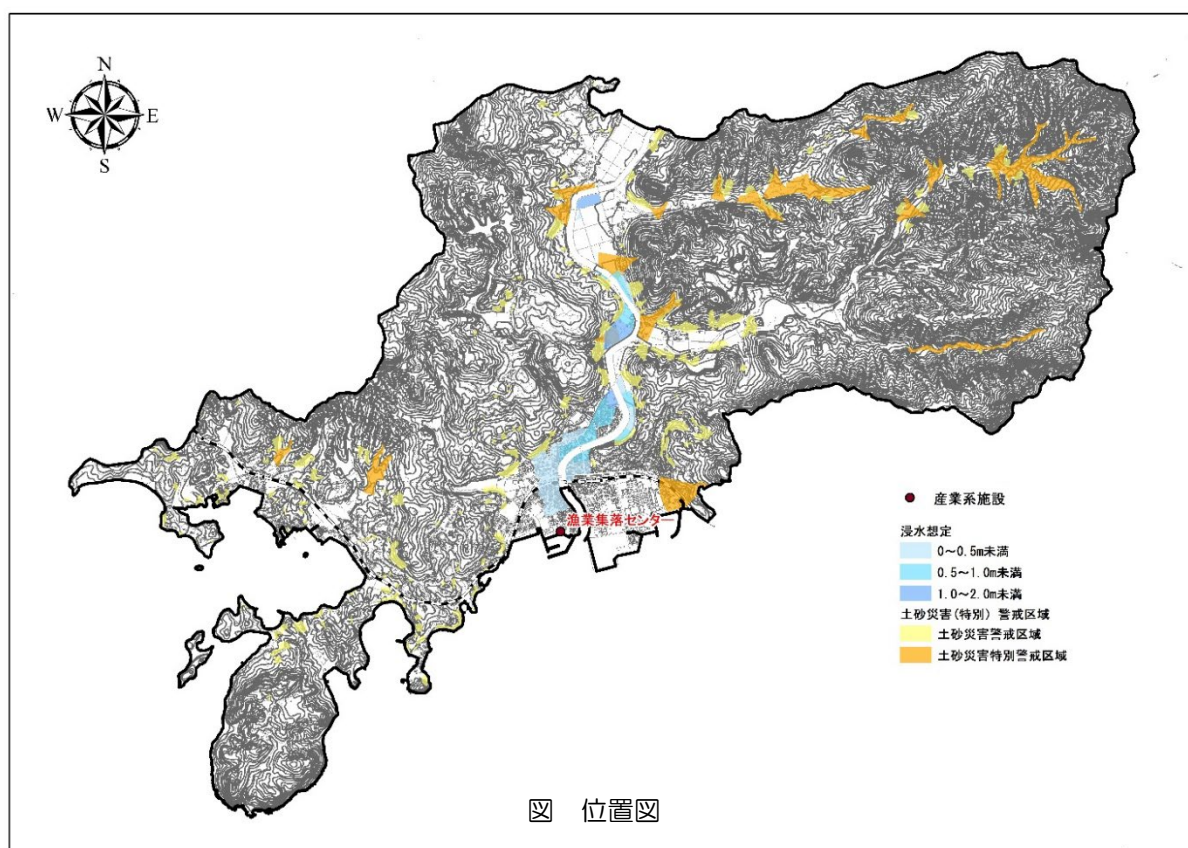 N
W E
S
漁業集落センター
産業系施設
浸水想定
0～0.5m未満
0.5～1.0m未満
1.0～2.0m未満
土砂災害(特別) 警戒区域
土砂災害警戒区域
土砂災害特別警戒区域
図 位置図